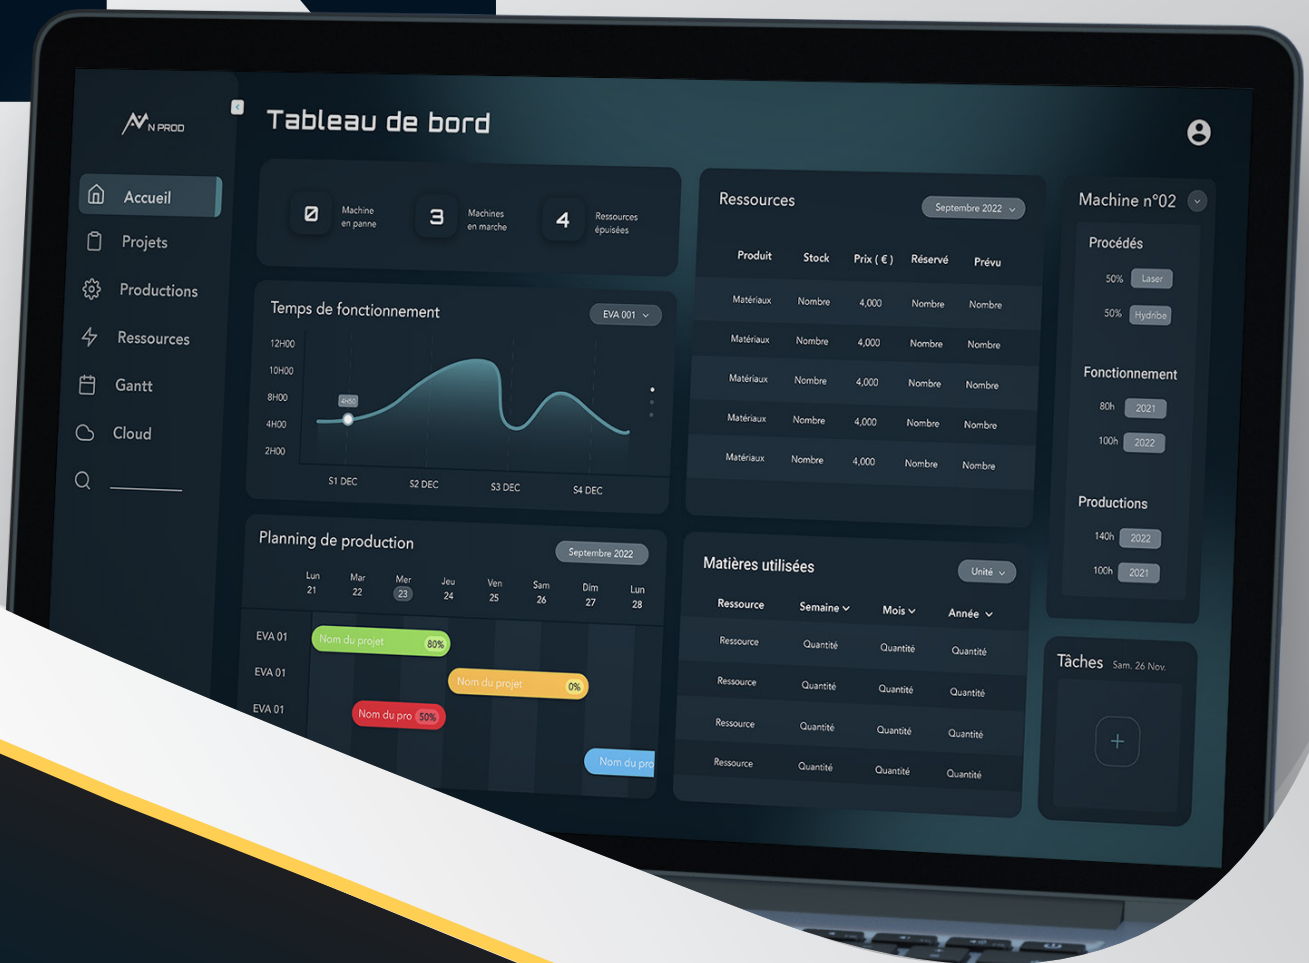 N PROD
Tableau de bord
Accueil
Projets
Productions
Ressources
Gantt
Cloud
0 Machine
en panne
3 Machines
en marche
4 Ressources
épuisées
Temps de fonctionnement
EVA 001
12H00
10H00
8H00
4H00
2H00
4H50
S1 DEC S2 DEC S3 DEC S4 DEC
Planning de production
Septembre 2022
Lun Mar Mer Jeu Ven Sam Dim Lun
21 22 23 24 25 26 27 28
EVA 01 Nom du projet 80%
EVA 01 Nom du projet 0%
EVA 01 Nom du pro 50%
Nom du pro
Ressources
Septembre 2022
Produit Stock Prix ( € ) Réservé Prévu
Matériaux Nombre 4,000 Nombre Nombre
Matériaux Nombre 4,000 Nombre Nombre
Matériaux Nombre 4,000 Nombre Nombre
Matériaux Nombre 4,000 Nombre Nombre
Matériaux Nombre 4,000 Nombre Nombre
Matières utilisées
Unité
Ressource Semaine Mois Année
Ressource Quantité Quantité Quantité
Ressource Quantité Quantité Quantité
Ressource Quantité Quantité Quantité
Ressource Quantité Quantité Quantité
Machine n°02
Procédés
50% Laser
50% Hydribe
Fonctionnement
80h 2021
100h 2022
Productions
140h 2022
100h 2021
Tâches Sam. 26 Nov.
+